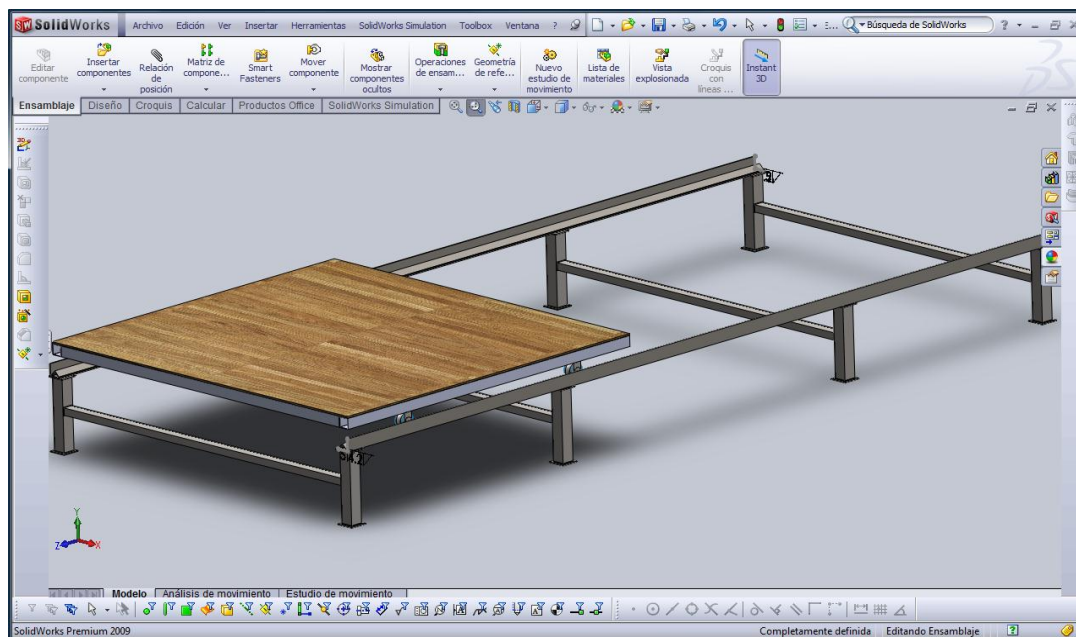 SolidWorks Archivo Edición Ver Insertar Herramientas SolidWorks Simulation Toolbox Ventana ? Búsqueda de SolidWorks ?
Editar componente
Insertar componentes
Relación de posición
Matriz de compone...
Smart Fasteners
Mover componente
Mostrar componentes ocultos
Operaciones de ensam...
Geometría de refe...
Nuevo estudio de movimiento
Lista de materiales
Vista explosionada
Croquis con líneas ...
Instant 3D
Ensamblaje Diseño Croquis Calcular Productos Office SolidWorks Simulation
Y
Z X
Modelo Análisis de movimiento Estudio de movimiento
SolidWorks Premium 2009 Completamente definida Editando Ensamblaje